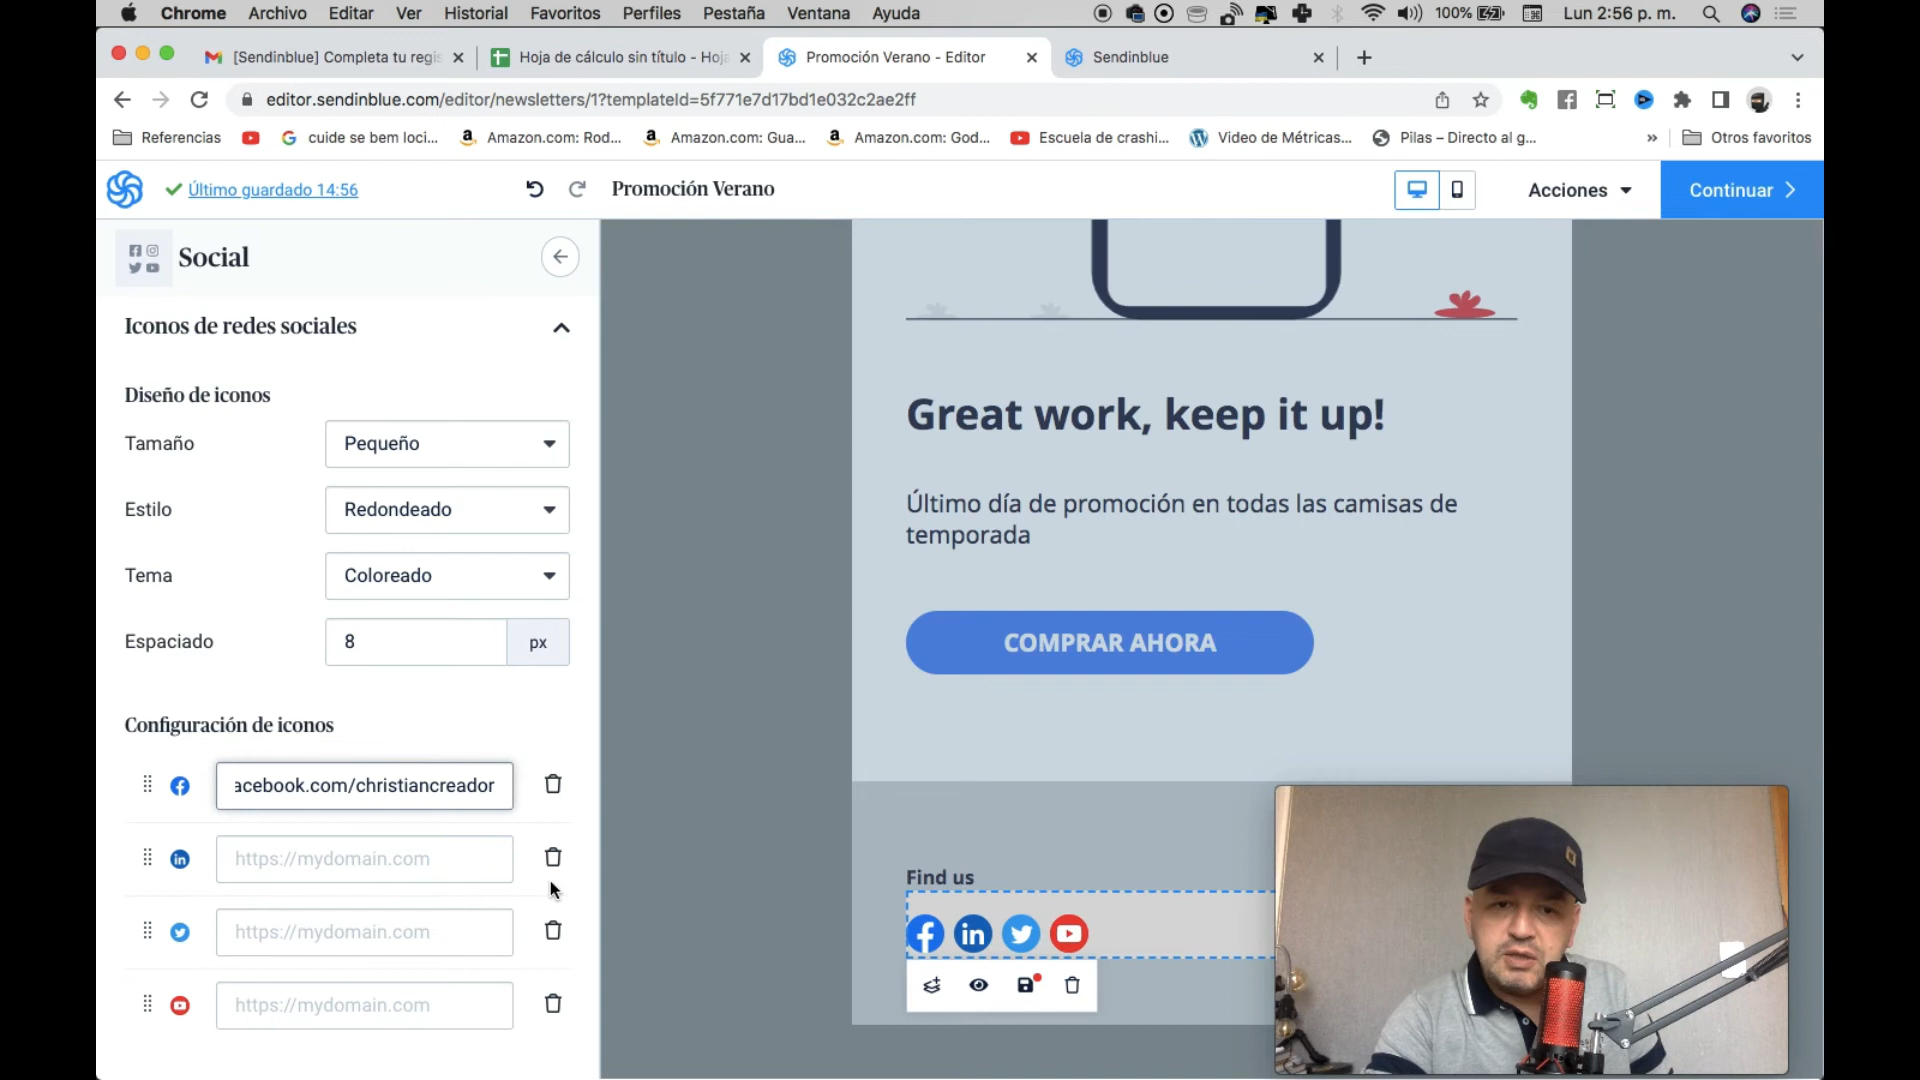 Chrome Archivo Editar Ver Historial Favoritos Perfiles Pestaña Ventana Ayuda 100% Lun 2:56 p. m.
[Sendinblue] Completa tu regis Hoja de cálculo sin título - Hoja Promoción Verano - Editor Sendinblue
editor.sendinblue.com/editor/newsletters/1?templateId=5f771e7d17bd1e032c2ae2ff
Referencias cuide se bem loci... Amazon.com: Rod... Amazon.com: Gua... Amazon.com: God... Escuela de crashi... Video de Métricas... Pilas – Directo al g... » Otros favoritos
Último guardado 14:56 Promoción Verano Acciones Continuar
Social
Iconos de redes sociales
Diseño de iconos
Tamaño Pequeño
Estilo Redondeado
Tema Coloreado
Espaciado 8 px
Configuración de iconos
acebook.com/christiancreador
https://mydomain.com
https://mydomain.com
https://mydomain.com
Great work, keep it up!
Último día de promoción en todas las camisas de
temporada
COMPRAR AHORA
Find us